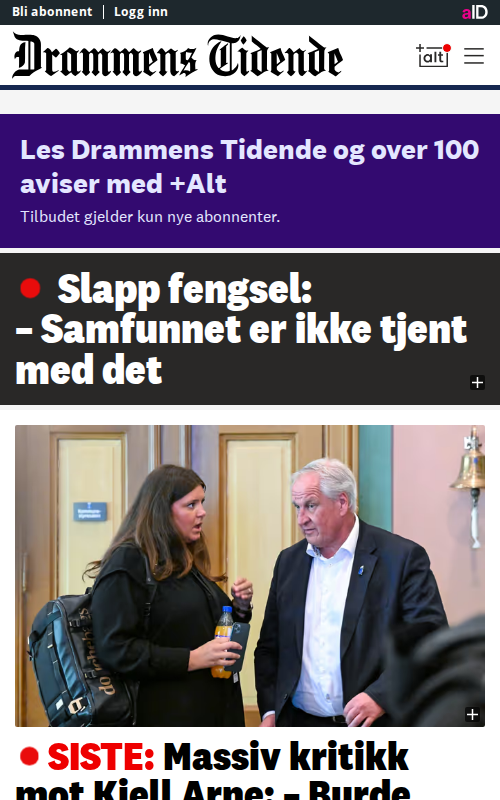 Bli abonnent | Logg inn
aID
Drammens Tidende
+alt
Les Drammens Tidende og over 100
aviser med +Alt
Tilbudet gjelder kun nye abonnenter.
Slapp fengsel:
– Samfunnet er ikke tjent
med det
SISTE: Massiv kritikk
mot Kjell Arne: – Burde